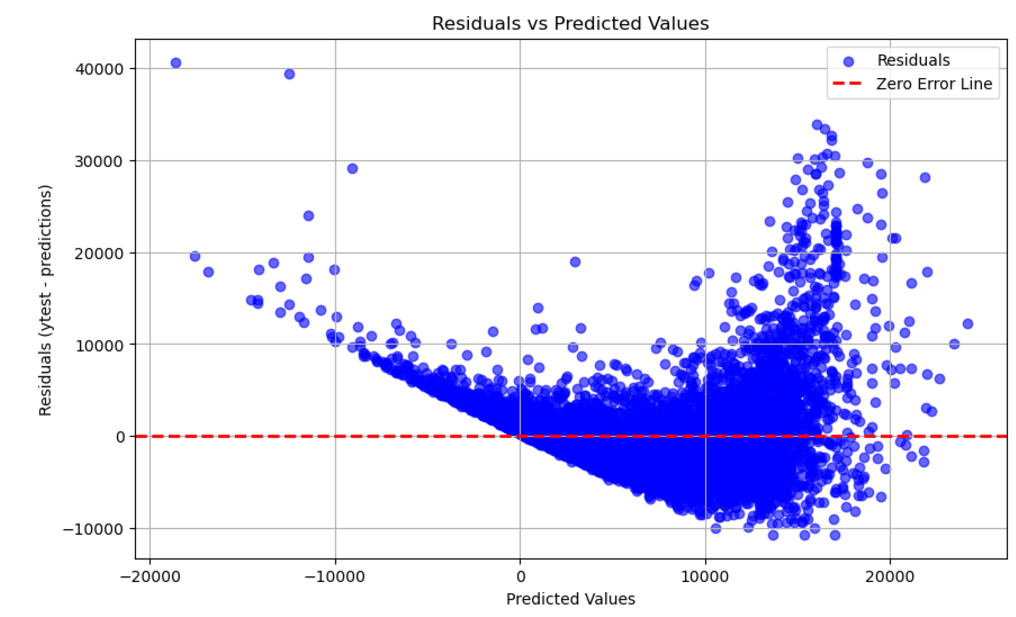 Residuals vs Predicted Values
Residuals
Zero Error Line
40000
30000
20000
10000
0
−10000
Residuals (ytest - predictions)
−20000
−10000
0
10000
20000
Predicted Values